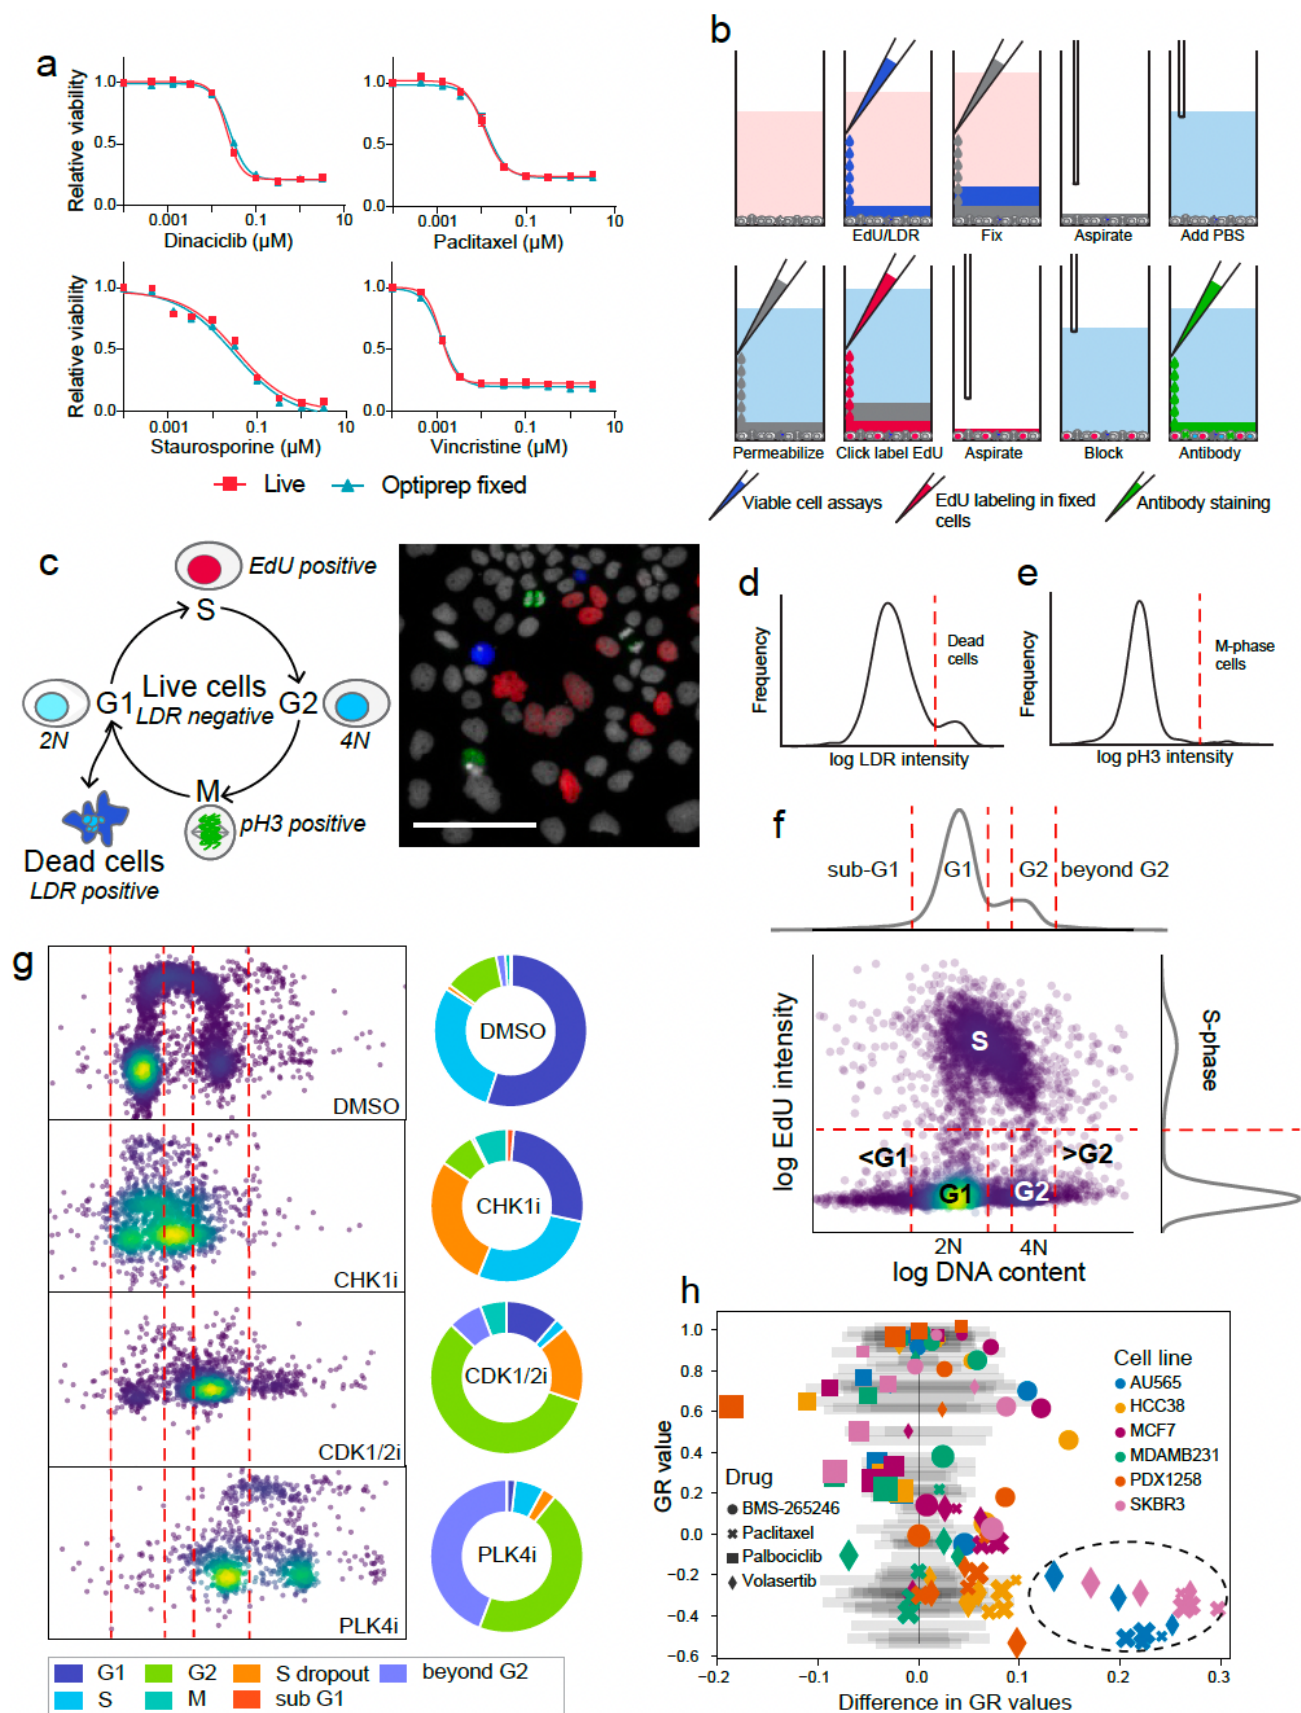 a
Relative viability
1.0
0.5
0.0
0.001
0.1
10
Dinaciclib (µM)
1.0
0.5
0.0
0.001
0.1
10
Paclitaxel (µM)
Relative viability
1.0
0.5
0.0
0.001
0.1
10
Staurosporine (µM)
1.0
0.5
0.0
0.001
0.1
10
Vincristine (µM)
Live
Optiprep fixed
b
EdU/LDR
Fix
Aspirate
Add PBS
Permeabilize
Click label EdU
Aspirate
Block
Antibody
Viable cell assays
EdU labeling in fixed
cells
Antibody staining
c
EdU positive
S
G1
Live cells
LDR negative
G2
2N
4N
M
pH3 positive
Dead cells
LDR positive
d
Frequency
Dead
cells
log LDR intensity
e
Frequency
M-phase
cells
log pH3 intensity
f
sub-G1
G1
G2
beyond G2
log EdU intensity
S
<G1
>G2
G1
G2
2N
4N
log DNA content
S-phase
g
DMSO
DMSO
CHK1i
CHK1i
CDK1/2i
CDK1/2i
PLK4i
PLK4i
G1
G2
S dropout
beyond G2
S
M
sub G1
h
GR value
1.0
0.8
0.6
0.4
0.2
0.0
−0.2
−0.4
−0.6
Cell line
AU565
HCC38
MCF7
MDAMB231
PDX1258
SKBR3
Drug
BMS-265246
Paclitaxel
Palbociclib
Volasertib
−0.2
−0.1
0.0
0.1
0.2
0.3
Difference in GR values